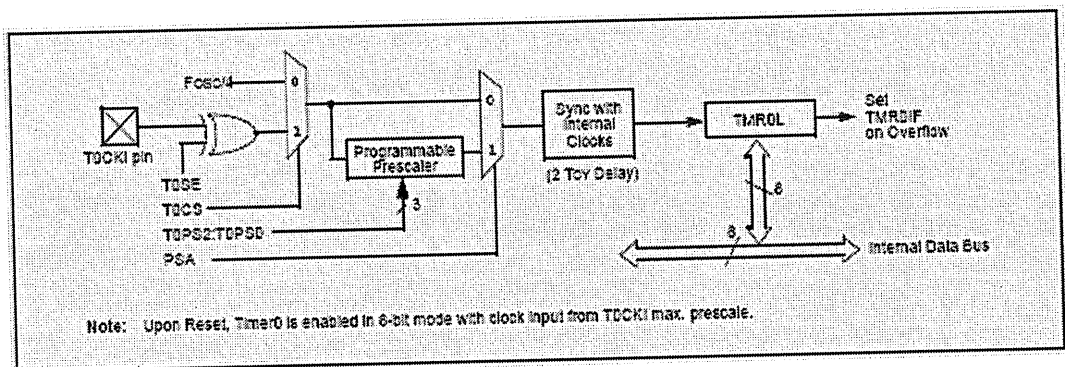 Fosc/4
0
1
T0CKI pin
T0SE
T0CS
T0PS2:T0PS0
PSA
Programmable
Prescaler
3
0
1
Sync with
Internal
Clocks
(2 TCY Delay)
TMR0L
Set
TMR0IF
on Overflow
8
8
Internal Data Bus
Note: Upon Reset, Timer0 is enabled in 8-bit mode with clock input from T0CKI max. prescale.